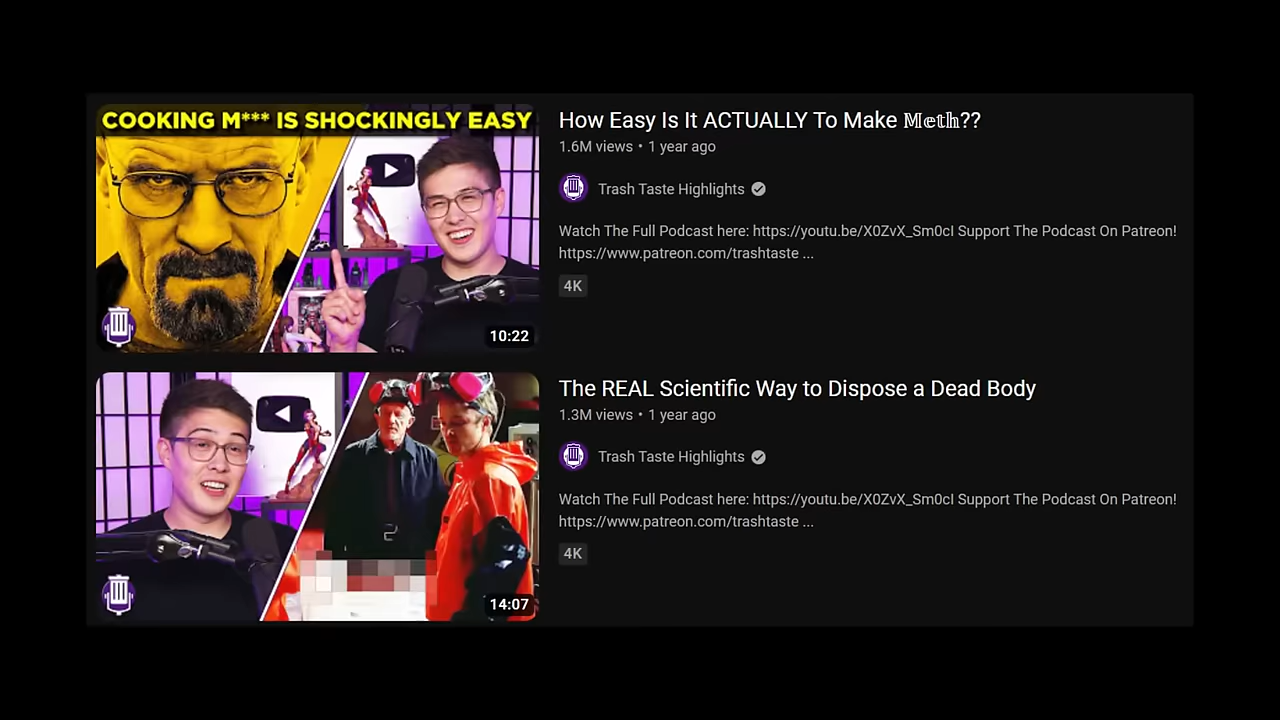 COOKING M*** IS SHOCKINGLY EASY
10:22
How Easy Is It ACTUALLY To Make 𝕄𝕖𝕥𝕙??
1.6M views • 1 year ago
Trash Taste Highlights
Watch The Full Podcast here: https://youtu.be/X0ZvX_Sm0cI Support The Podcast On Patreon!
https://www.patreon.com/trashtaste ...
4K
14:07
The REAL Scientific Way to Dispose a Dead Body
1.3M views • 1 year ago
Trash Taste Highlights
Watch The Full Podcast here: https://youtu.be/X0ZvX_Sm0cI Support The Podcast On Patreon!
https://www.patreon.com/trashtaste ...
4K